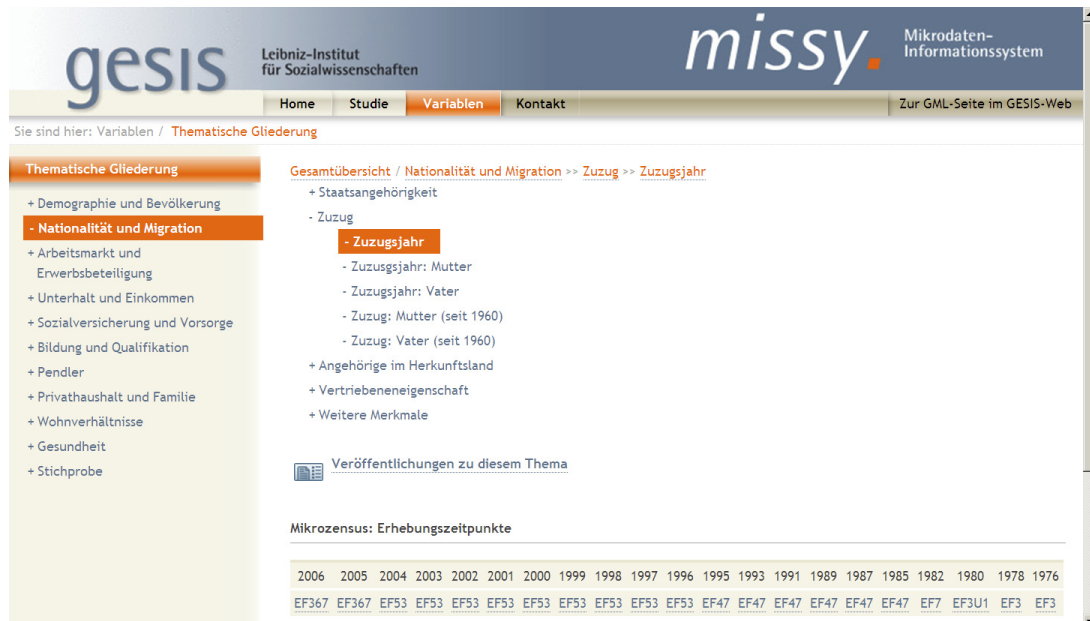 gesis
Leibniz-Institut
für Sozialwissenschaften
missy.
Mikrodaten-
Informationssystem
Home Studie Variablen Kontakt Zur GML-Seite im GESIS-Web
Sie sind hier: Variablen / Thematische Gliederung
Thematische Gliederung
+ Demographie und Bevölkerung
- Nationalität und Migration
+ Arbeitsmarkt und
Erwerbsbeteiligung
+ Unterhalt und Einkommen
+ Sozialversicherung und Vorsorge
+ Bildung und Qualifikation
+ Pendler
+ Privathaushalt und Familie
+ Wohnverhältnisse
+ Gesundheit
+ Stichprobe
Gesamtübersicht / Nationalität und Migration >> Zuzug >> Zuzugsjahr
+ Staatsangehörigkeit
- Zuzug
- Zuzugsjahr
- Zuzusgsjahr: Mutter
- Zuzugsjahr: Vater
- Zuzug: Mutter (seit 1960)
- Zuzug: Vater (seit 1960)
+ Angehörige im Herkunftsland
+ Vertriebeneneigenschaft
+ Weitere Merkmale
Veröffentlichungen zu diesem Thema
Mikrozensus: Erhebungszeitpunkte
2006 2005 2004 2003 2002 2001 2000 1999 1998 1997 1996 1995 1993 1991 1989 1987 1985 1982 1980 1978 1976
EF367 EF367 EF53 EF53 EF53 EF53 EF53 EF53 EF53 EF53 EF53 EF47 EF47 EF47 EF47 EF47 EF47 EF7 EF3U1 EF3 EF3